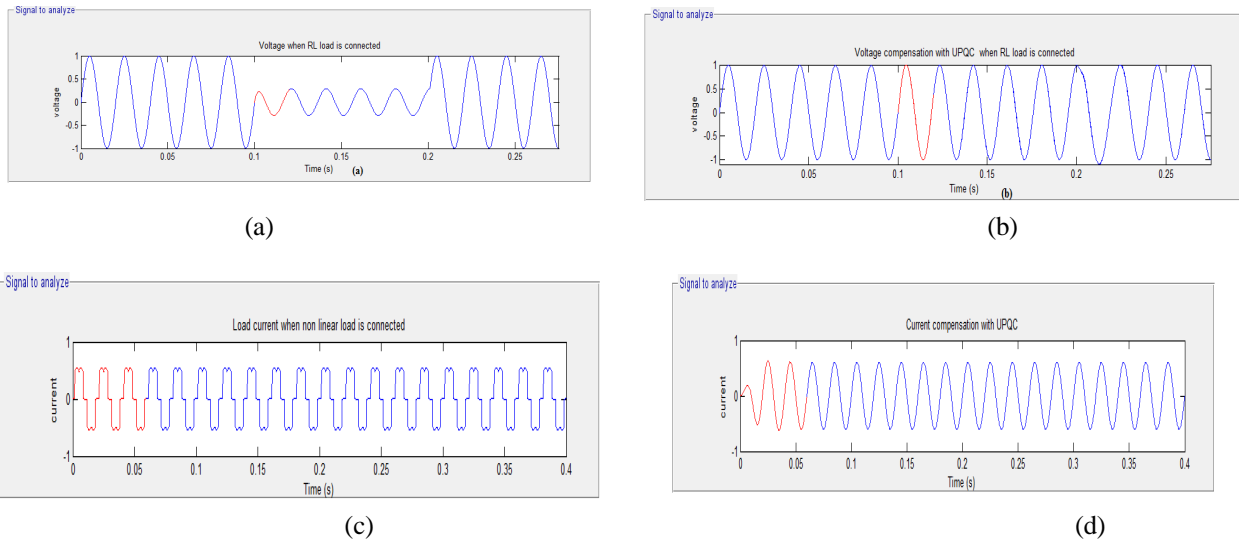 Signal to analyze
Voltage when RL load is connected
voltage
1
0.5
0
-0.5
-1
0 0.05 0.1 0.15 0.2 0.25
Time (s) (a)
(a)
Signal to analyze
Voltage compensation with UPQC when RL load is connected
voltage
1
0.5
0
-0.5
-1
0 0.05 0.1 0.15 0.2 0.25
Time (s) (b)
(b)
Signal to analyze
Load current when non linear load is connected
current
1
0
-1
0 0.05 0.1 0.15 0.2 0.25 0.3 0.35 0.4
Time (s)
(c)
Signal to analyze
Current compensation with UPQC
current
1
0
-1
0 0.05 0.1 0.15 0.2 0.25 0.3 0.35 0.4
Time (s)
(d)